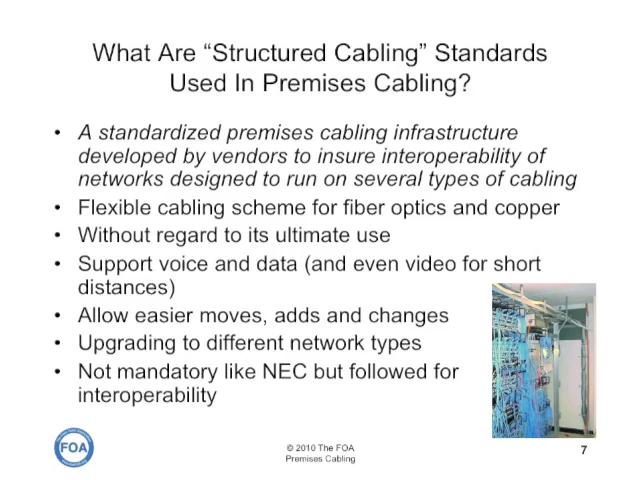 What Are “Structured Cabling” Standards
Used In Premises Cabling?
• A standardized premises cabling infrastructure
developed by vendors to insure interoperability of
networks designed to run on several types of cabling
• Flexible cabling scheme for fiber optics and copper
• Without regard to its ultimate use
• Support voice and data (and even video for short
distances)
• Allow easier moves, adds and changes
• Upgrading to different network types
• Not mandatory like NEC but followed for
interoperability
FOA
© 2010 The FOA
Premises Cabling
7